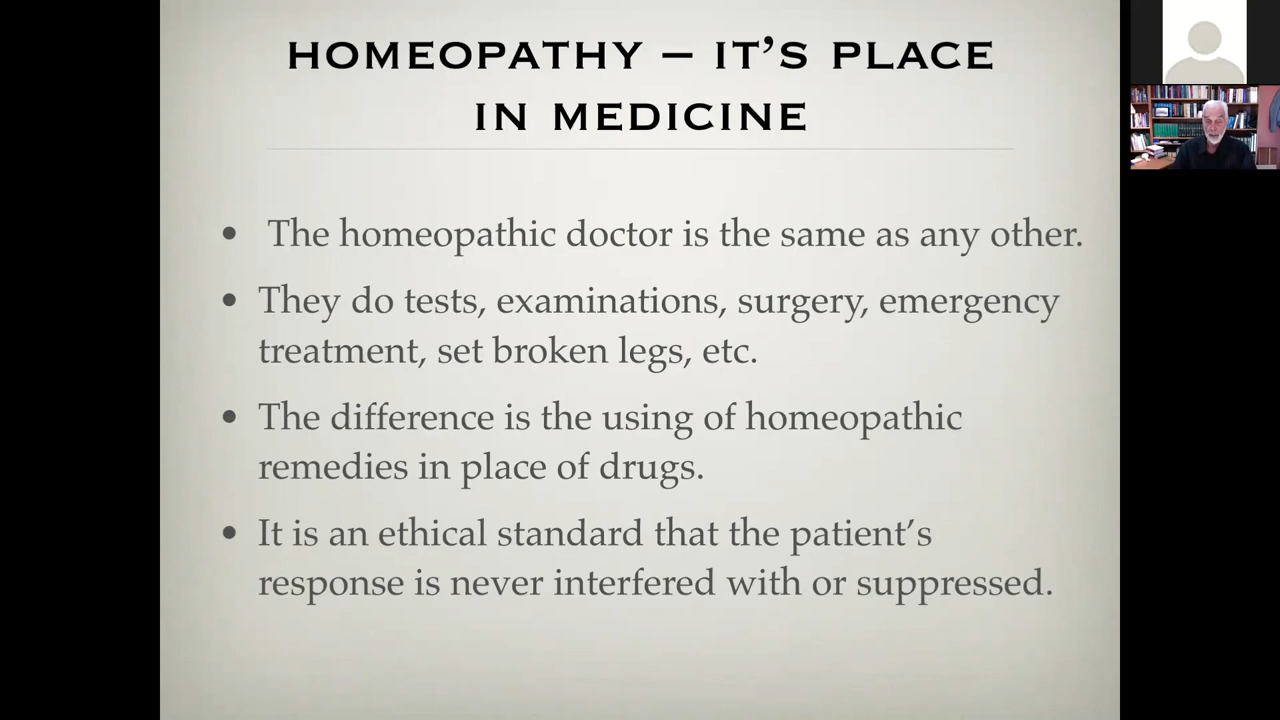 HOMEOPATHY – IT’S PLACE
IN MEDICINE
• The homeopathic doctor is the same as any other.
• They do tests, examinations, surgery, emergency
treatment, set broken legs, etc.
• The difference is the using of homeopathic
remedies in place of drugs.
• It is an ethical standard that the patient’s
response is never interfered with or suppressed.